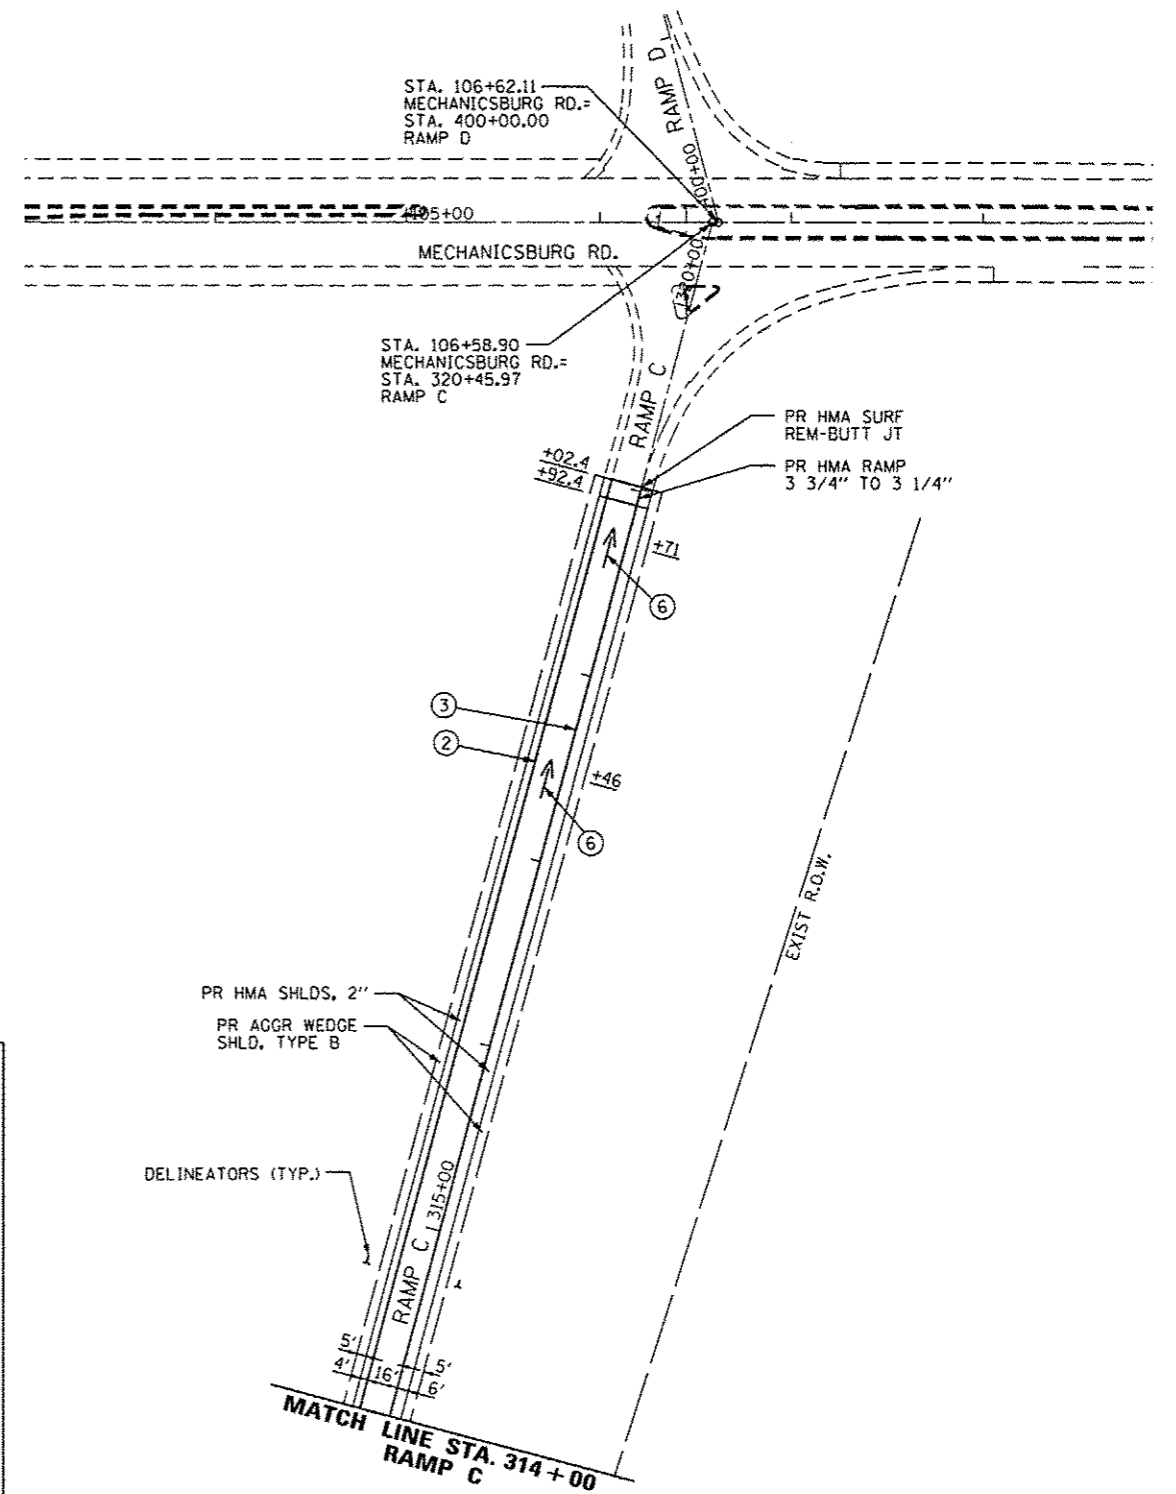 RAMP D
STA. 106+62.11
MECHANICSBURG RD.=
STA. 400+00.00
RAMP D
400+00
105+00
MECHANICSBURG RD.
320+00
STA. 106+58.90
MECHANICSBURG RD.=
STA. 320+45.97
RAMP C
RAMP C
PR HMA SURF
REM-BUTT JT
+02.4
+92.4
PR HMA RAMP
3 3/4" TO 3 1/4"
+71
6
3
2
+46
6
EXIST R.O.W.
PR HMA SHLDS, 2"
PR AGGR WEDGE
SHLD, TYPE B
DELINEATORS (TYP.)
315+00
RAMP C
5'
4'
16'
5'
6'
MATCH LINE STA. 314+00
RAMP C